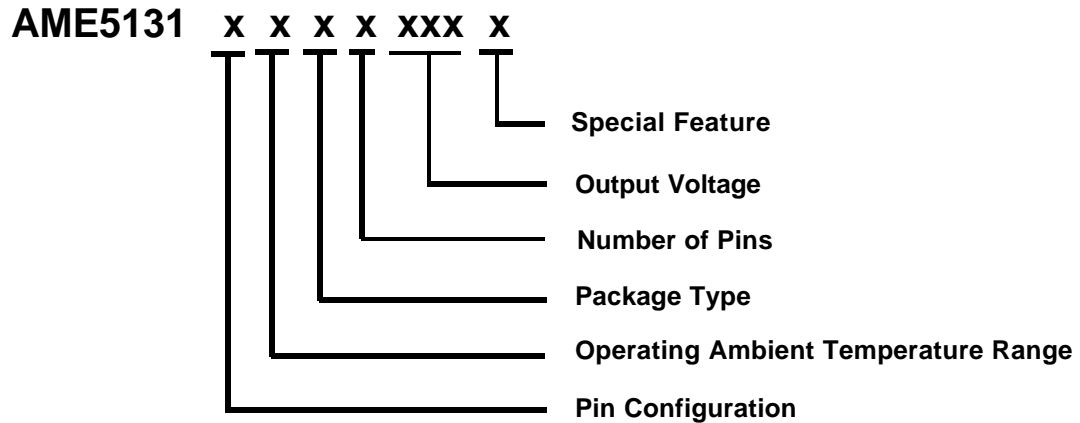 AME5131 x x x x xxx x
Special Feature
Output Voltage
Number of Pins
Package Type
Operating Ambient Temperature Range
Pin Configuration